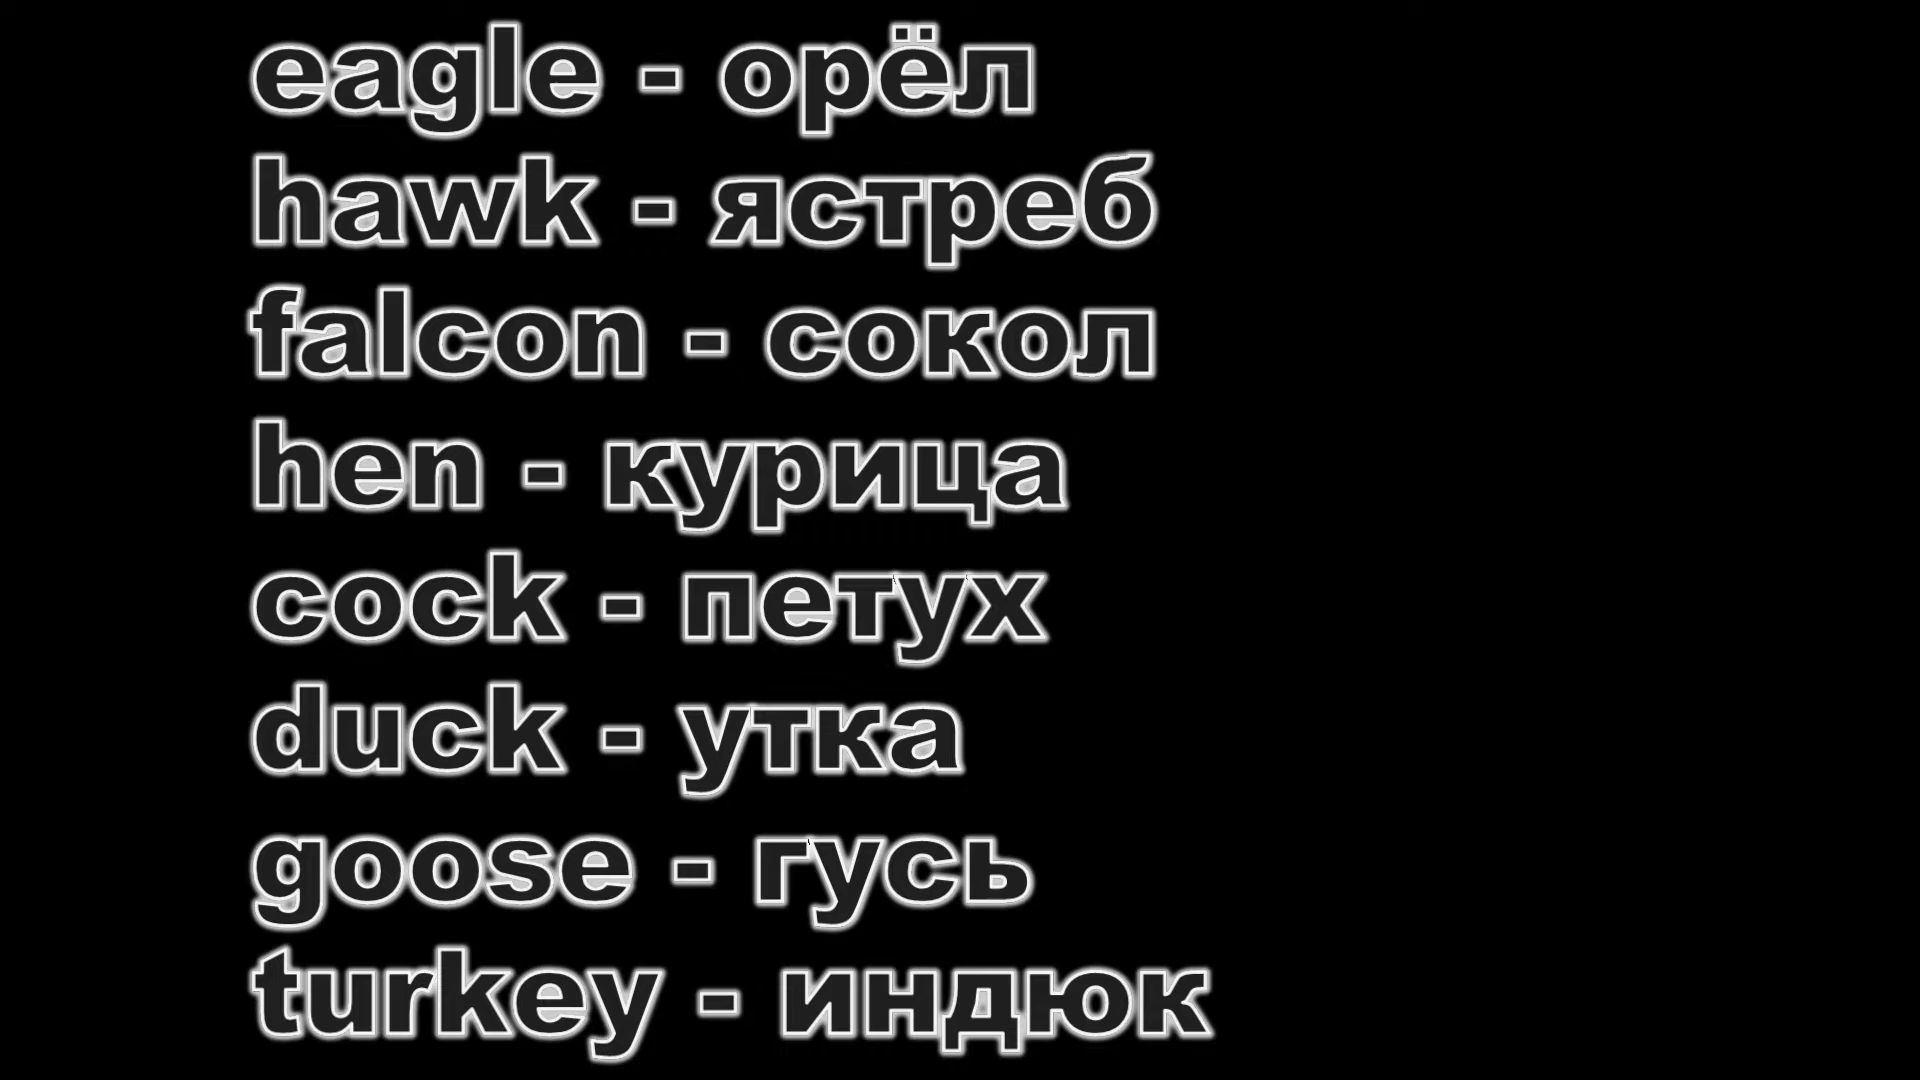 eagle - орёл
hawk - ястреб
falcon - сокол
hen - курица
cock - петух
duck - утка
goose - гусь
turkey - индюк